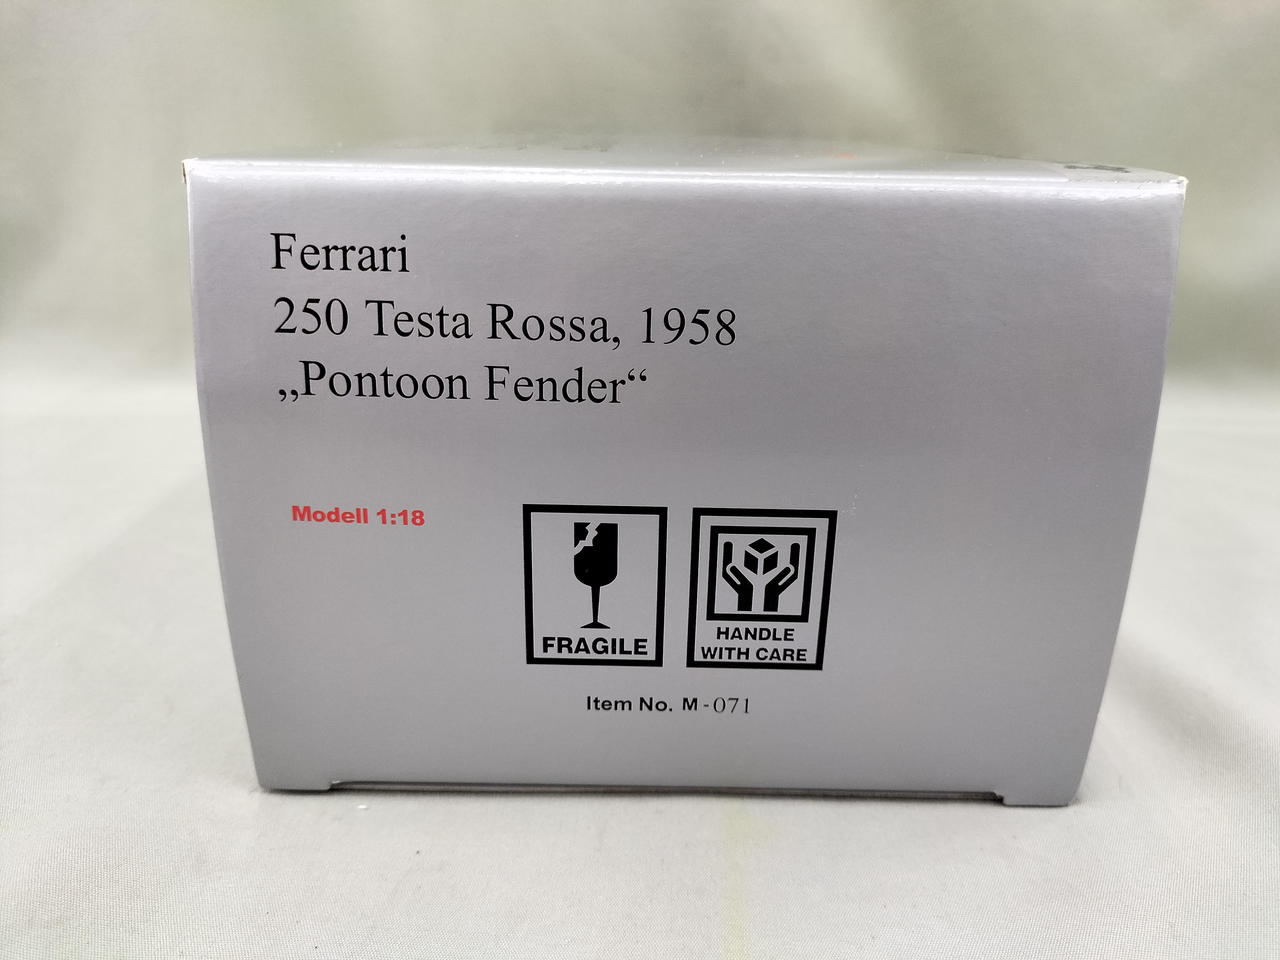 Ferrari
250 Testa Rossa, 1958
„Pontoon Fender“
Modell 1:18
FRAGILE
HANDLE
WITH CARE
Item No. M-071